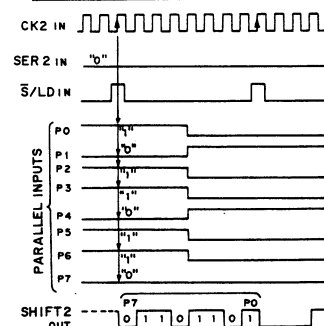 CK2 IN
SER 2 IN "0"
S̅/LD IN
PARALLEL INPUTS
P0 "1"
P1 "0"
P2 "1"
P3 "1"
P4 "0"
P5 "1"
P6 "1"
P7 "0"
P7 P0
SHIFT2 OUT 0 1 1 0 1 1 0 1